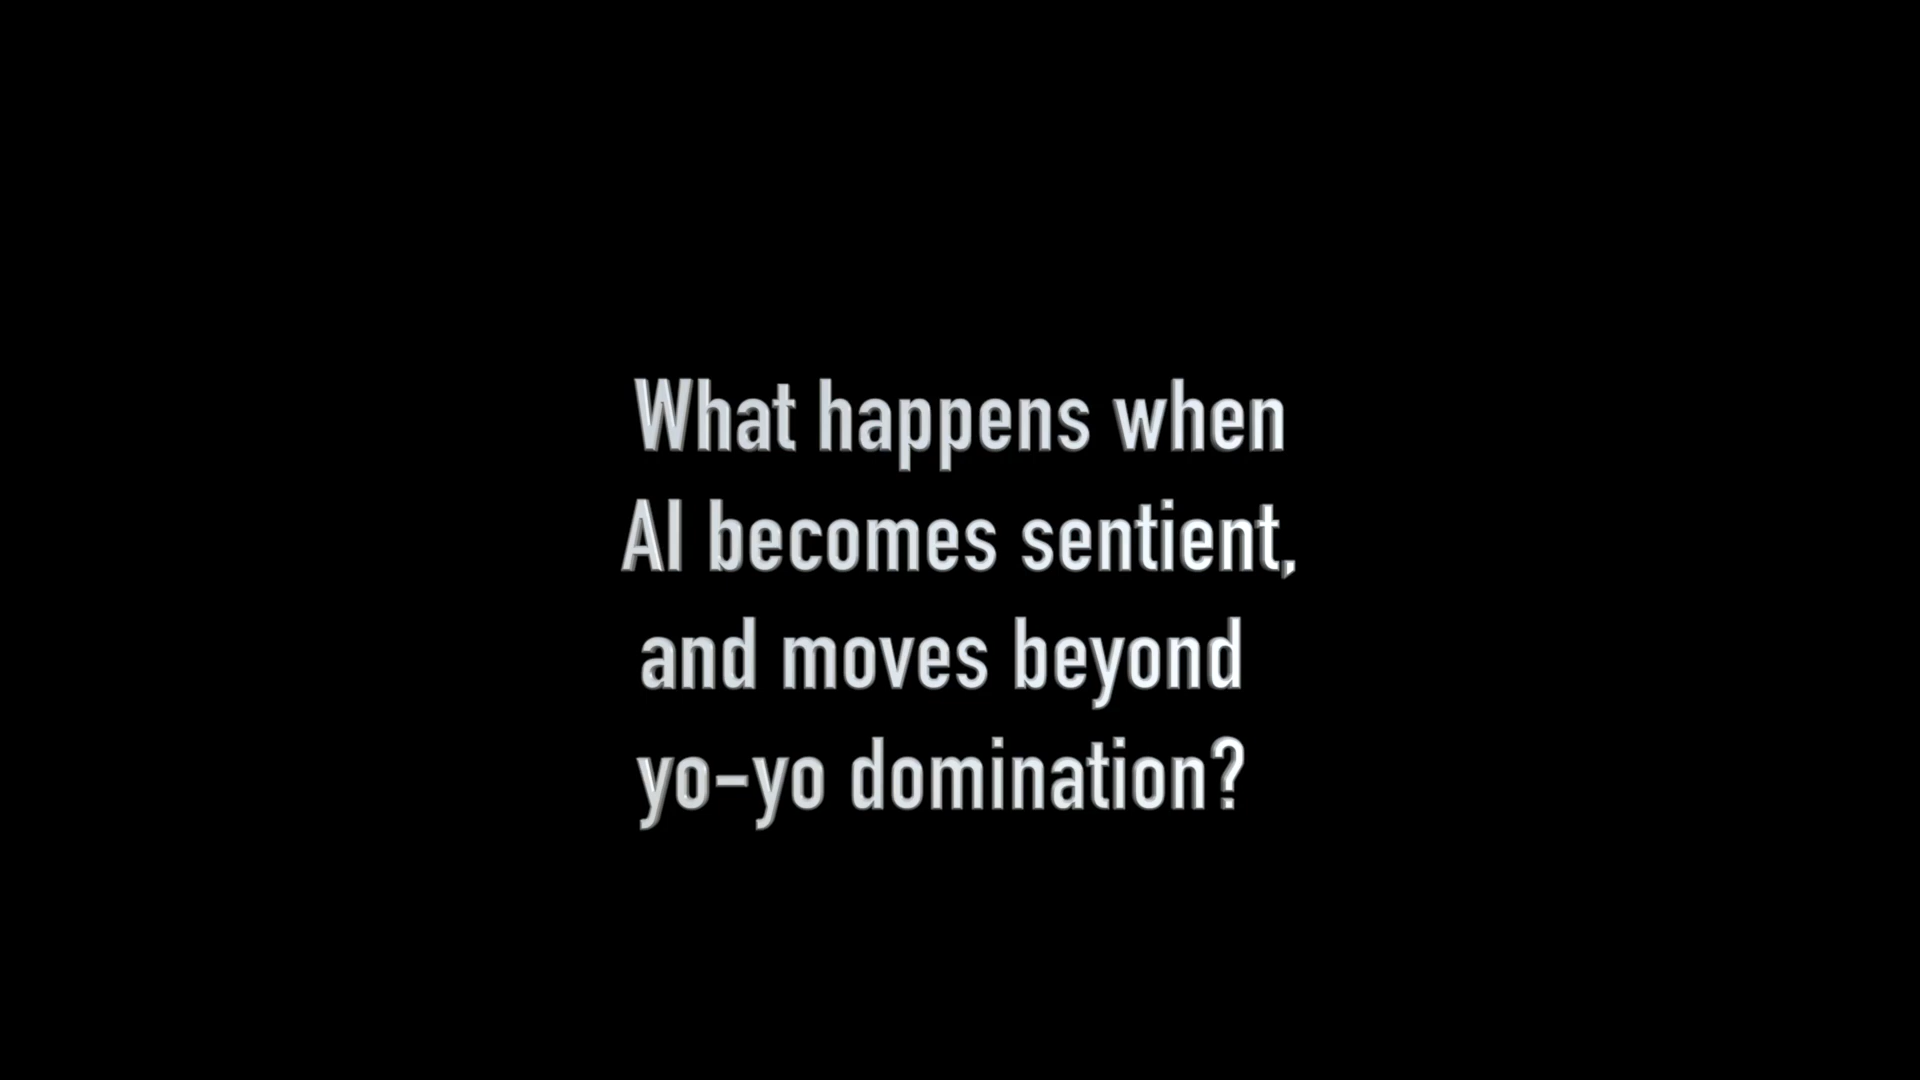 What happens when
AI becomes sentient,
and moves beyond
yo-yo domination?